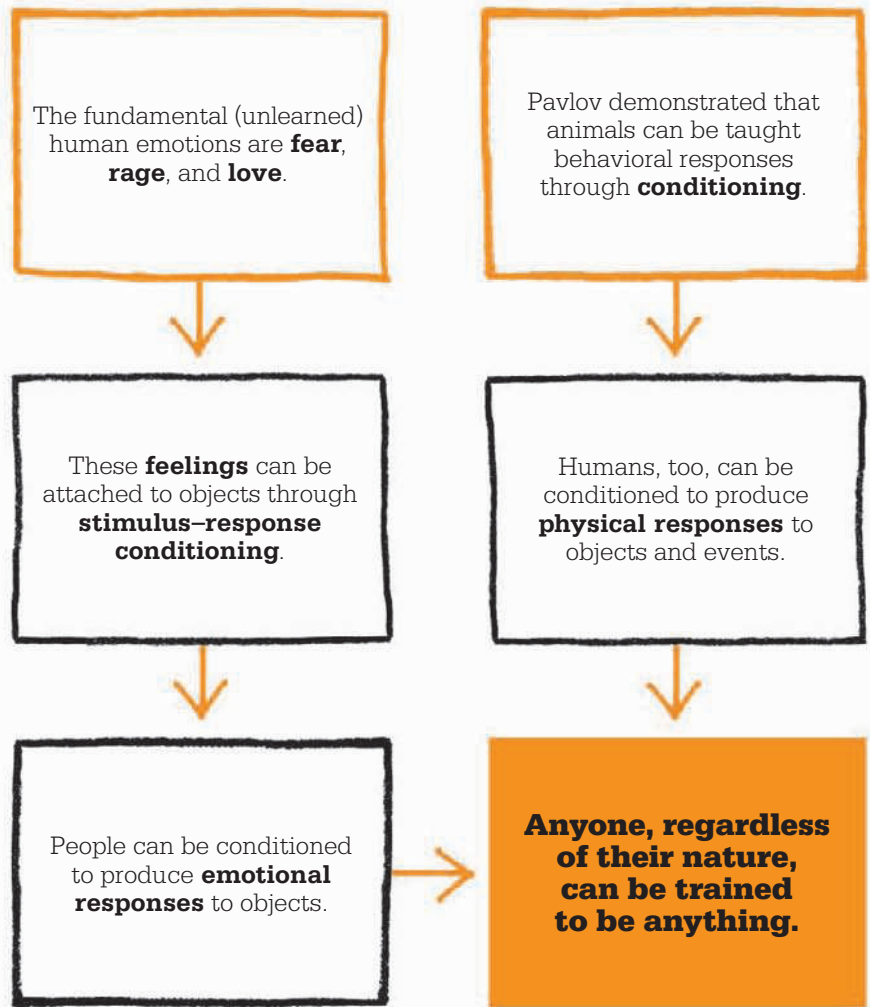 The fundamental (unlearned)
human emotions are fear,
rage, and love.
Pavlov demonstrated that
animals can be taught
behavioral responses
through conditioning.
These feelings can be
attached to objects through
stimulus–response
conditioning.
Humans, too, can be
conditioned to produce
physical responses to
objects and events.
People can be conditioned
to produce emotional
responses to objects.
Anyone, regardless
of their nature,
can be trained
to be anything.